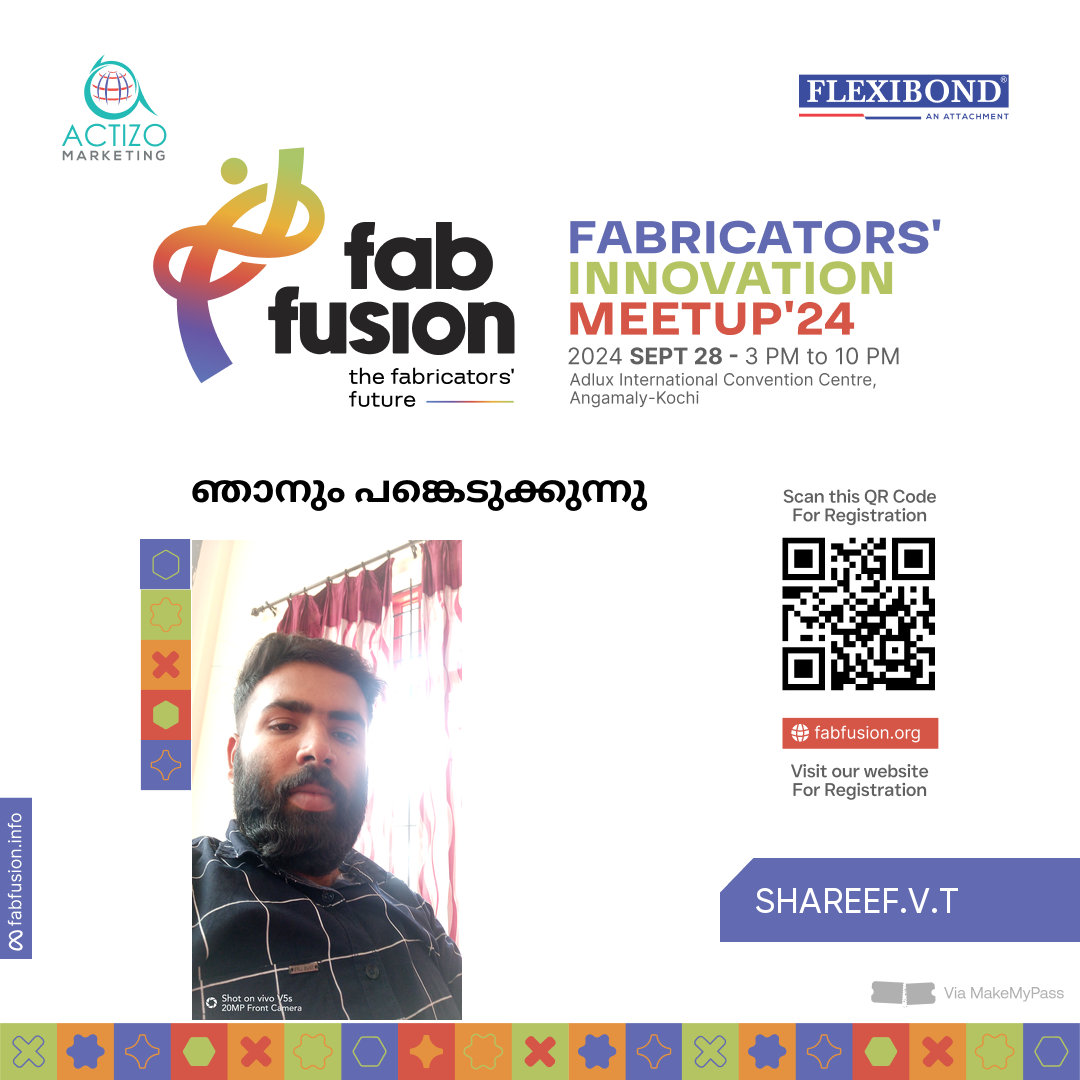 ACTIZO
MARKETING
FLEXIBOND®
AN ATTACHMENT
fab
fusion
the fabricators'
future
FABRICATORS'
INNOVATION
MEETUP'24
2024 SEPT 28 - 3 PM to 10 PM
Adlux International Convention Centre,
Angamaly-Kochi
ഞാനും പങ്കെടുക്കുന്നു
Scan this QR Code
For Registration
fabfusion.org
Visit our website
For Registration
fabfusion.info
SHAREEF.V.T
Shot on vivo V5s
20MP Front Camera
Via MakeMyPass